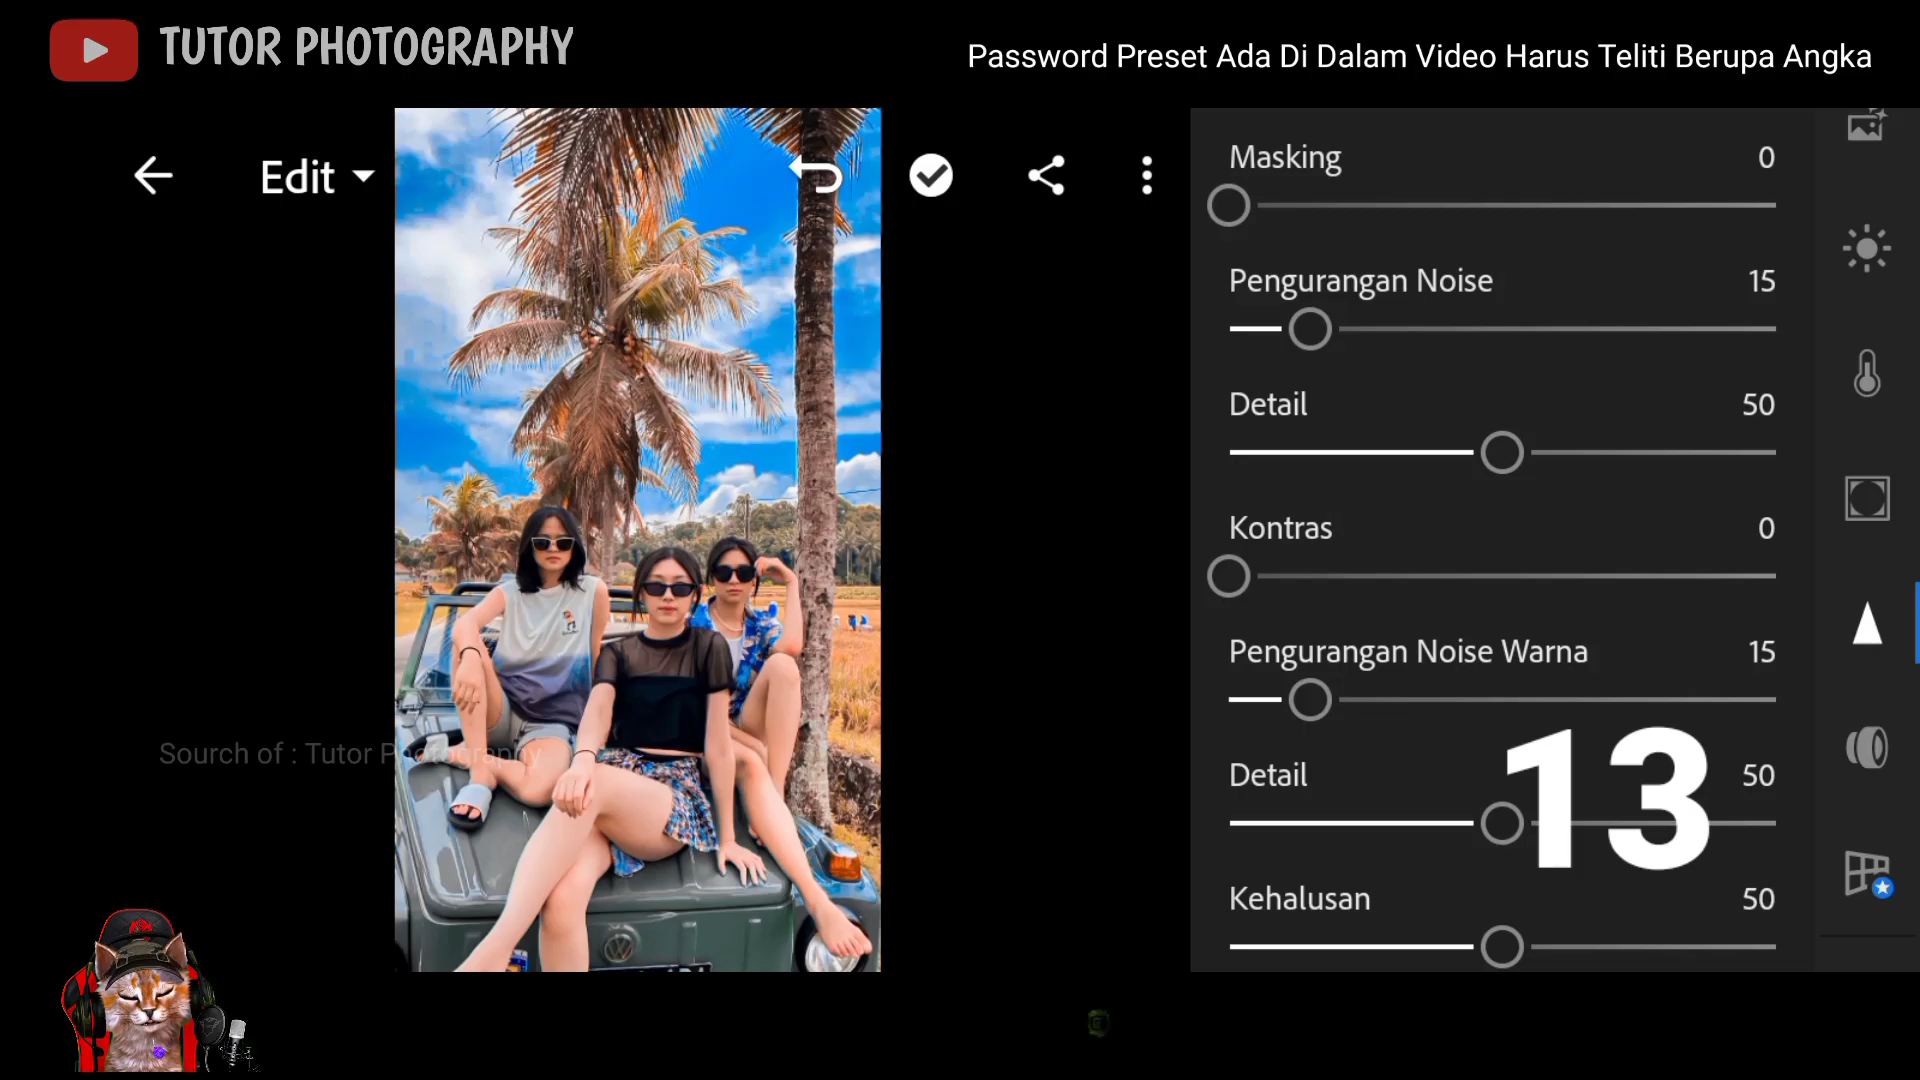 TUTOR PHOTOGRAPHY
Password Preset Ada Di Dalam Video Harus Teliti Berupa Angka
Edit
Masking 0
Pengurangan Noise 15
Detail 50
Kontras 0
Pengurangan Noise Warna 15
Detail 50
13
Kehalusan 50
Sourch of : Tutor Photography